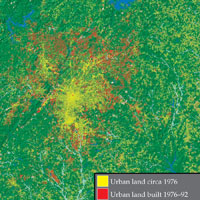 Urban land circa 1976
Urban land built 1976-92